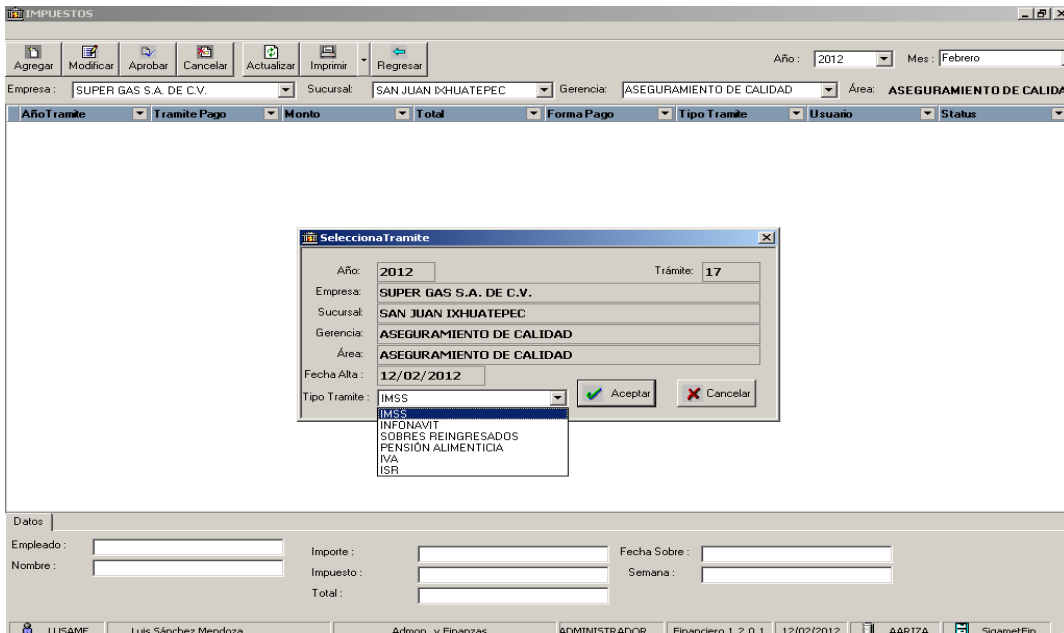 IMPUESTOS
Agregar Modificar Aprobar Cancelar Actualizar Imprimir Regresar Año : 2012 Mes : Febrero
Empresa : SUPER GAS S.A. DE C.V. Sucursal: SAN JUAN IXHUATEPEC Gerencia: ASEGURAMIENTO DE CALIDAD Área: ASEGURAMIENTO DE CALIDA
AñoTramite Tramite Pago Monto Total Forma Pago Tipo Tramite Usuario Status
SeleccionaTramite
Año: 2012 Trámite: 17
Empresa: SUPER GAS S.A. DE C.V.
Sucursal: SAN JUAN IXHUATEPEC
Gerencia: ASEGURAMIENTO DE CALIDAD
Área: ASEGURAMIENTO DE CALIDAD
Fecha Alta : 12/02/2012
Tipo Tramite : IMSS Aceptar Cancelar
IMSS
INFONAVIT
SOBRES REINGRESADOS
PENSIÓN ALIMENTICIA
IVA
ISR
Datos
Empleado : Importe : Fecha Sobre :
Nombre : Impuesto : Semana :
Total :
LUSAME Luis Sánchez Mendoza Admon. y Finanzas ADMINISTRADOR Financiero 1.2.0.1 12/02/2012 AARIZA SigametFin